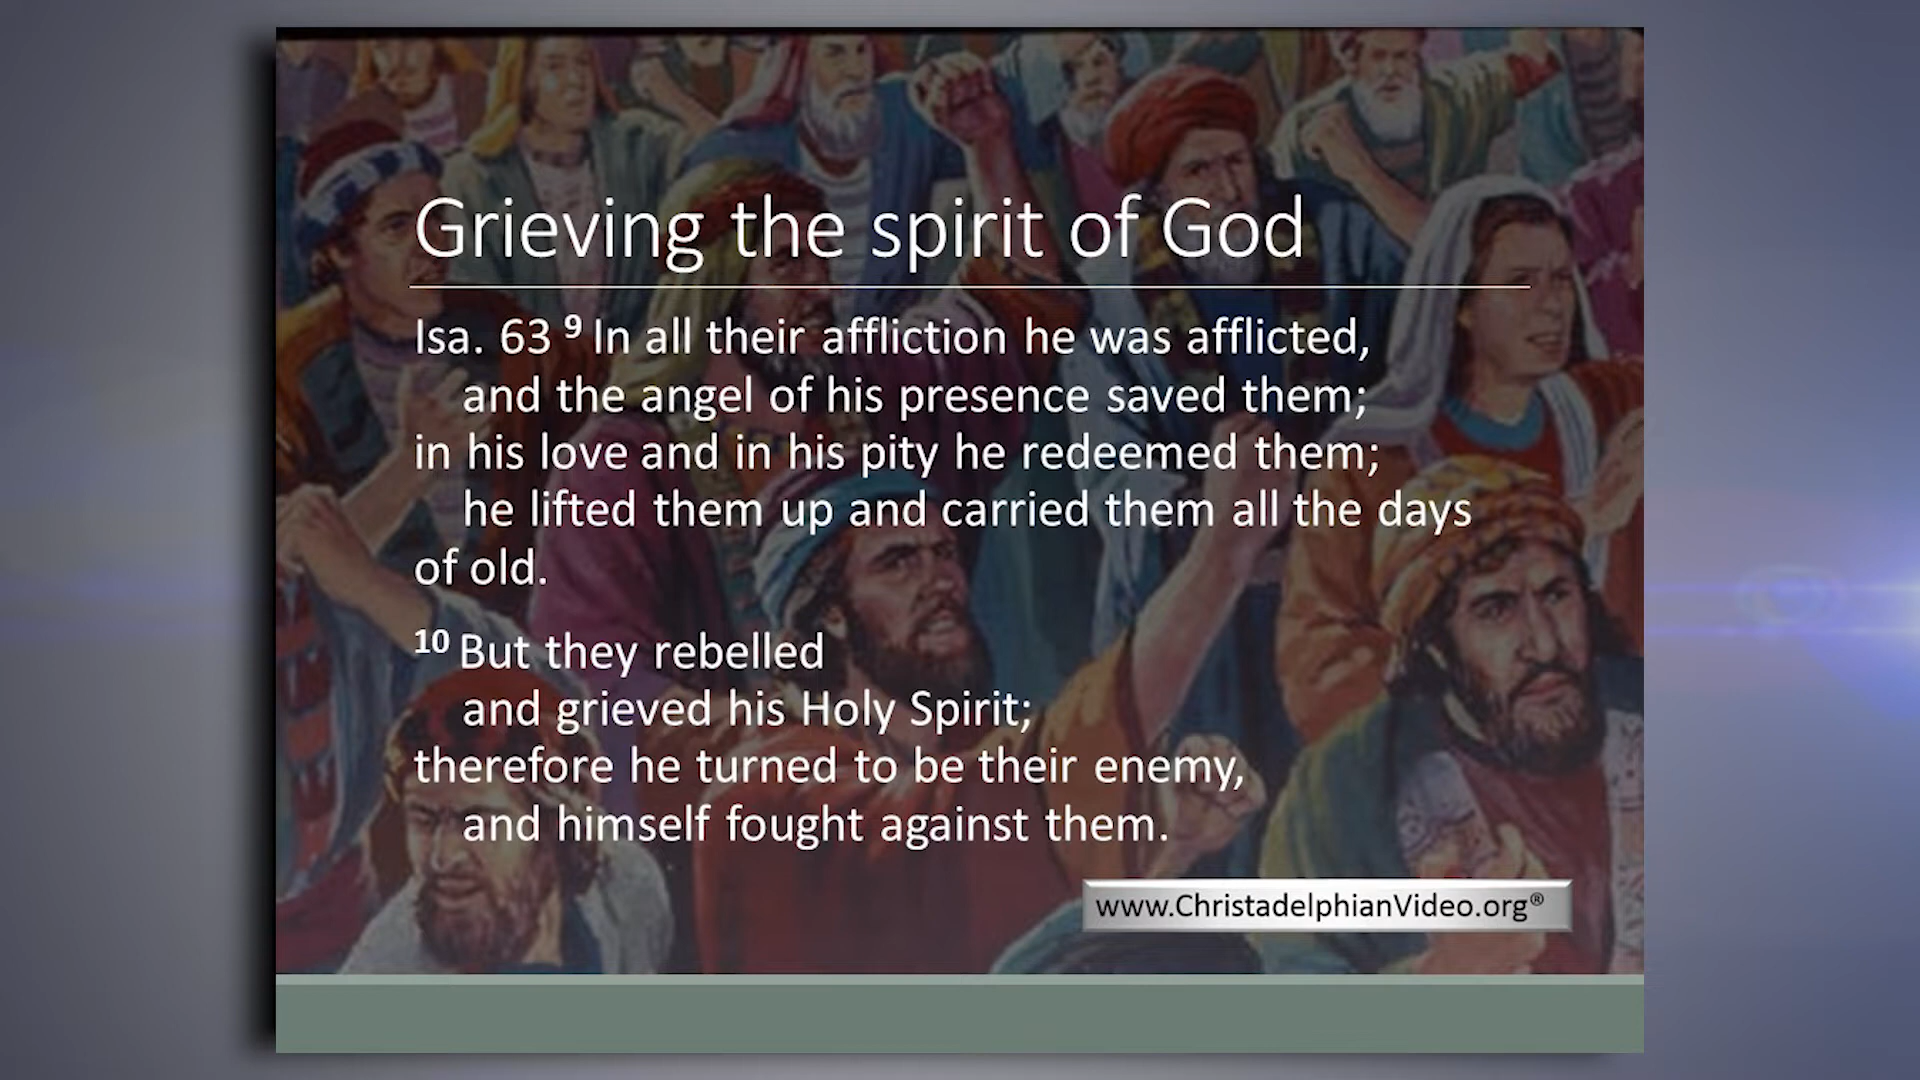 Grieving the spirit of God
Isa. 63 9 In all their affliction he was afflicted,
and the angel of his presence saved them;
in his love and in his pity he redeemed them;
he lifted them up and carried them all the days
of old.
10 But they rebelled
and grieved his Holy Spirit;
therefore he turned to be their enemy,
and himself fought against them.
www.ChristadelphianVideo.org®